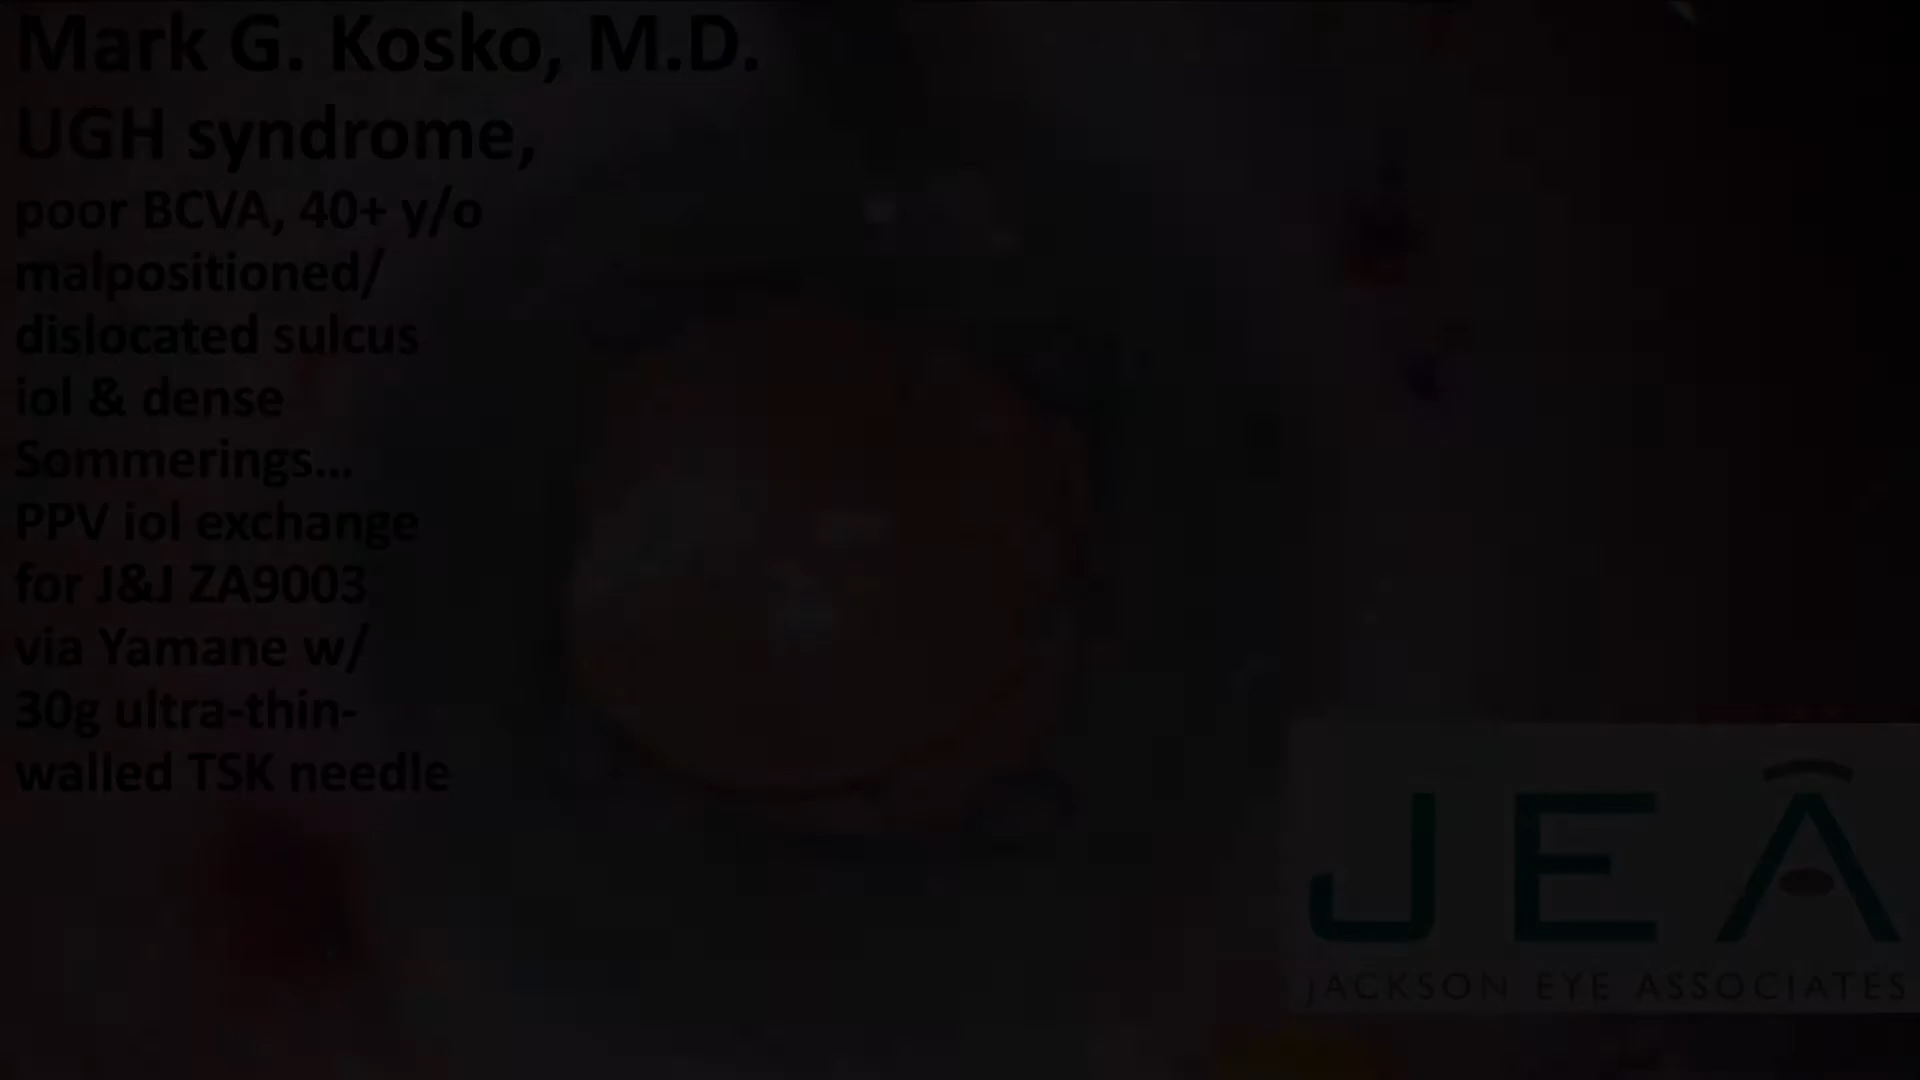 Mark G. Kosko, M.D.
UGH syndrome,
poor BCVA, 40+ y/o
malpositioned/
dislocated sulcus
iol & dense
Sommerings...
PPV iol exchange
for J&J ZA9003
via Yamane w/
30g ultra-thin-
walled TSK needle
JEA
JACKSON EYE ASSOCIATES